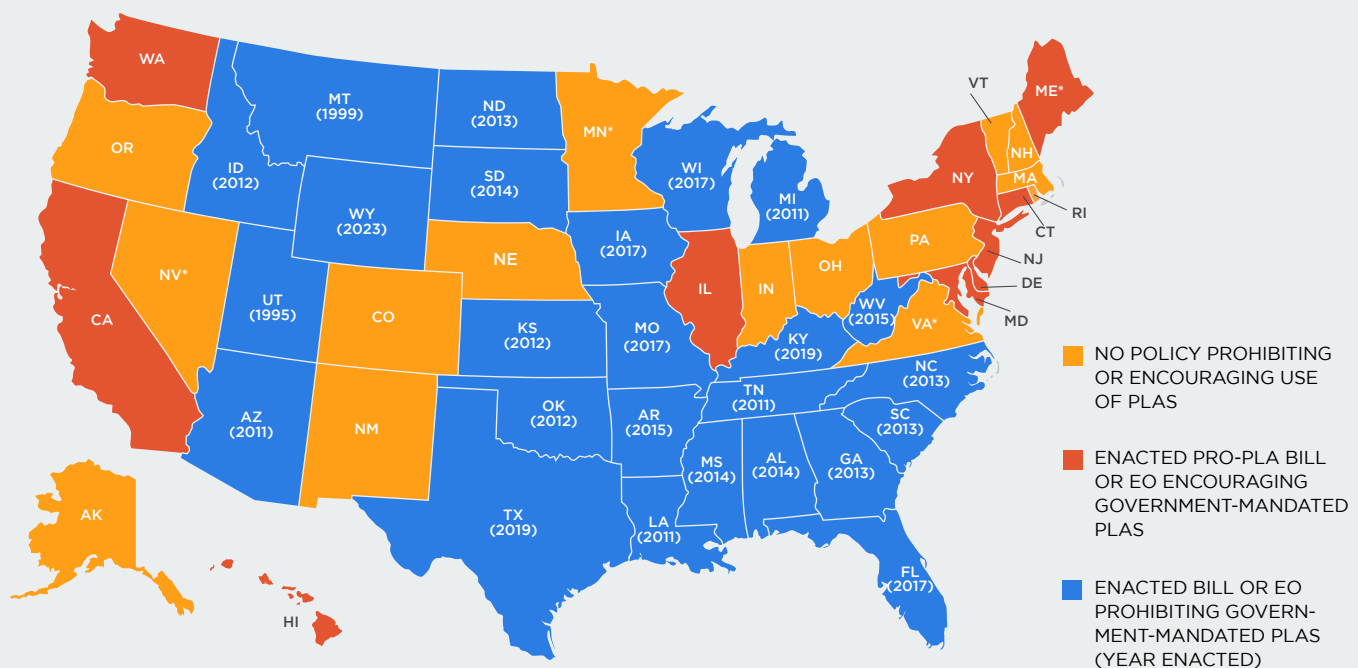 WA
MT
(1999)
ND
(2013)
MN*
VT
ME*
OR
ID
(2012)
SD
(2014)
WI
(2017)
MI
(2011)
NH
NY
MA
RI
CT
WY
(2023)
NV*
NE
IA
(2017)
PA
NJ
DE
MD
CA
UT
(1995)
CO
KS
(2012)
MO
(2017)
IL
IN
OH
WV
(2015)
VA*
KY
(2019)
NC
(2013)
AZ
(2011)
NM
OK
(2012)
AR
(2015)
TN
(2011)
SC
(2013)
MS
(2014)
AL
(2014)
GA
(2013)
AK
TX
(2019)
LA
(2011)
FL
(2017)
HI
NO POLICY PROHIBITING
OR ENCOURAGING USE
OF PLAS
ENACTED PRO-PLA BILL
OR EO ENCOURAGING
GOVERNMENT-MANDATED
PLAS
ENACTED BILL OR EO
PROHIBITING GOVERN-
MENT-MANDATED PLAS
(YEAR ENACTED)